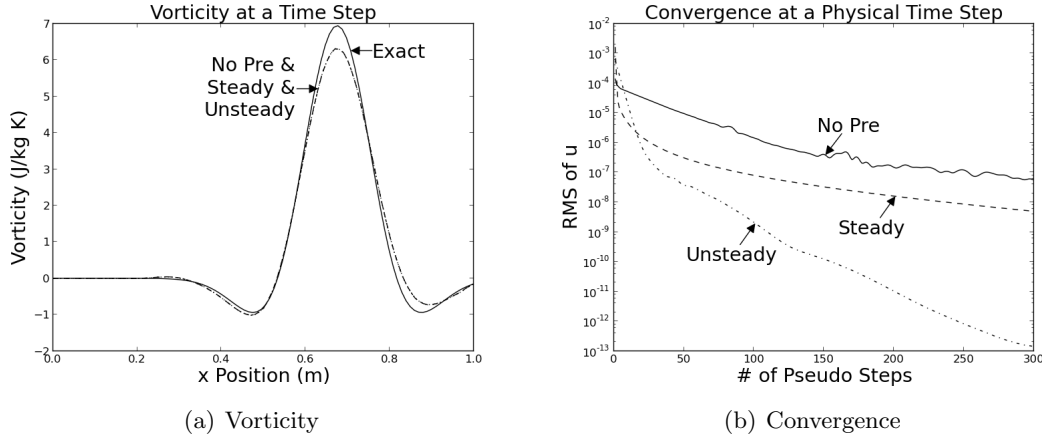 Vorticity at a Time Step
Vorticity (J/kg K)
7
6
5
4
3
2
1
0
−1
−2
0.0
0.2
0.4
0.6
0.8
1.0
x Position (m)
No Pre &
Steady &
Unsteady
Exact
(a) Vorticity
Convergence at a Physical Time Step
RMS of u
10⁻²
10⁻³
10⁻⁴
10⁻⁵
10⁻⁶
10⁻⁷
10⁻⁸
10⁻⁹
10⁻¹⁰
10⁻¹¹
10⁻¹²
10⁻¹³
0
50
100
150
200
250
300
# of Pseudo Steps
No Pre
Steady
Unsteady
(b) Convergence